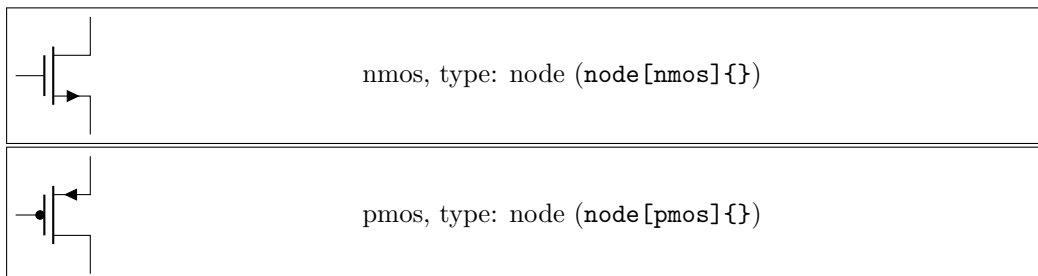 nmos, type: node (node[nmos]{})
pmos, type: node (node[pmos]{})